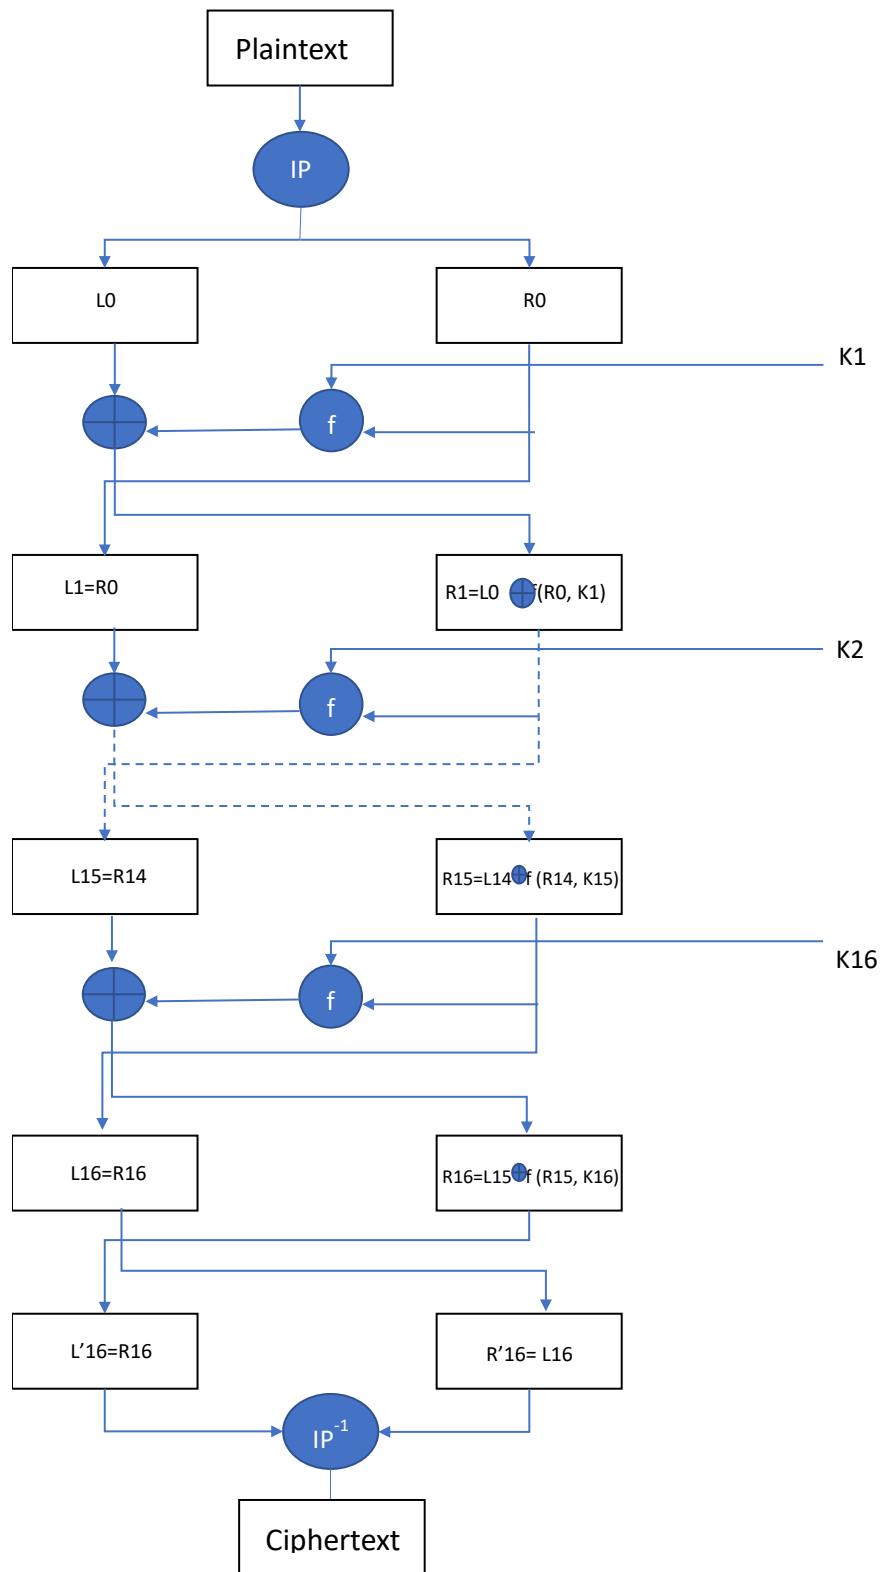 Plaintext
IP
L0
R0
K1
f
L1=R0
R1=L0 ⊕f(R0, K1)
K2
f
L15=R14
R15=L14⊕f (R14, K15)
K16
f
L16=R16
R16=L15⊕f (R15, K16)
L’16=R16
R’16= L16
IP⁻¹
Ciphertext